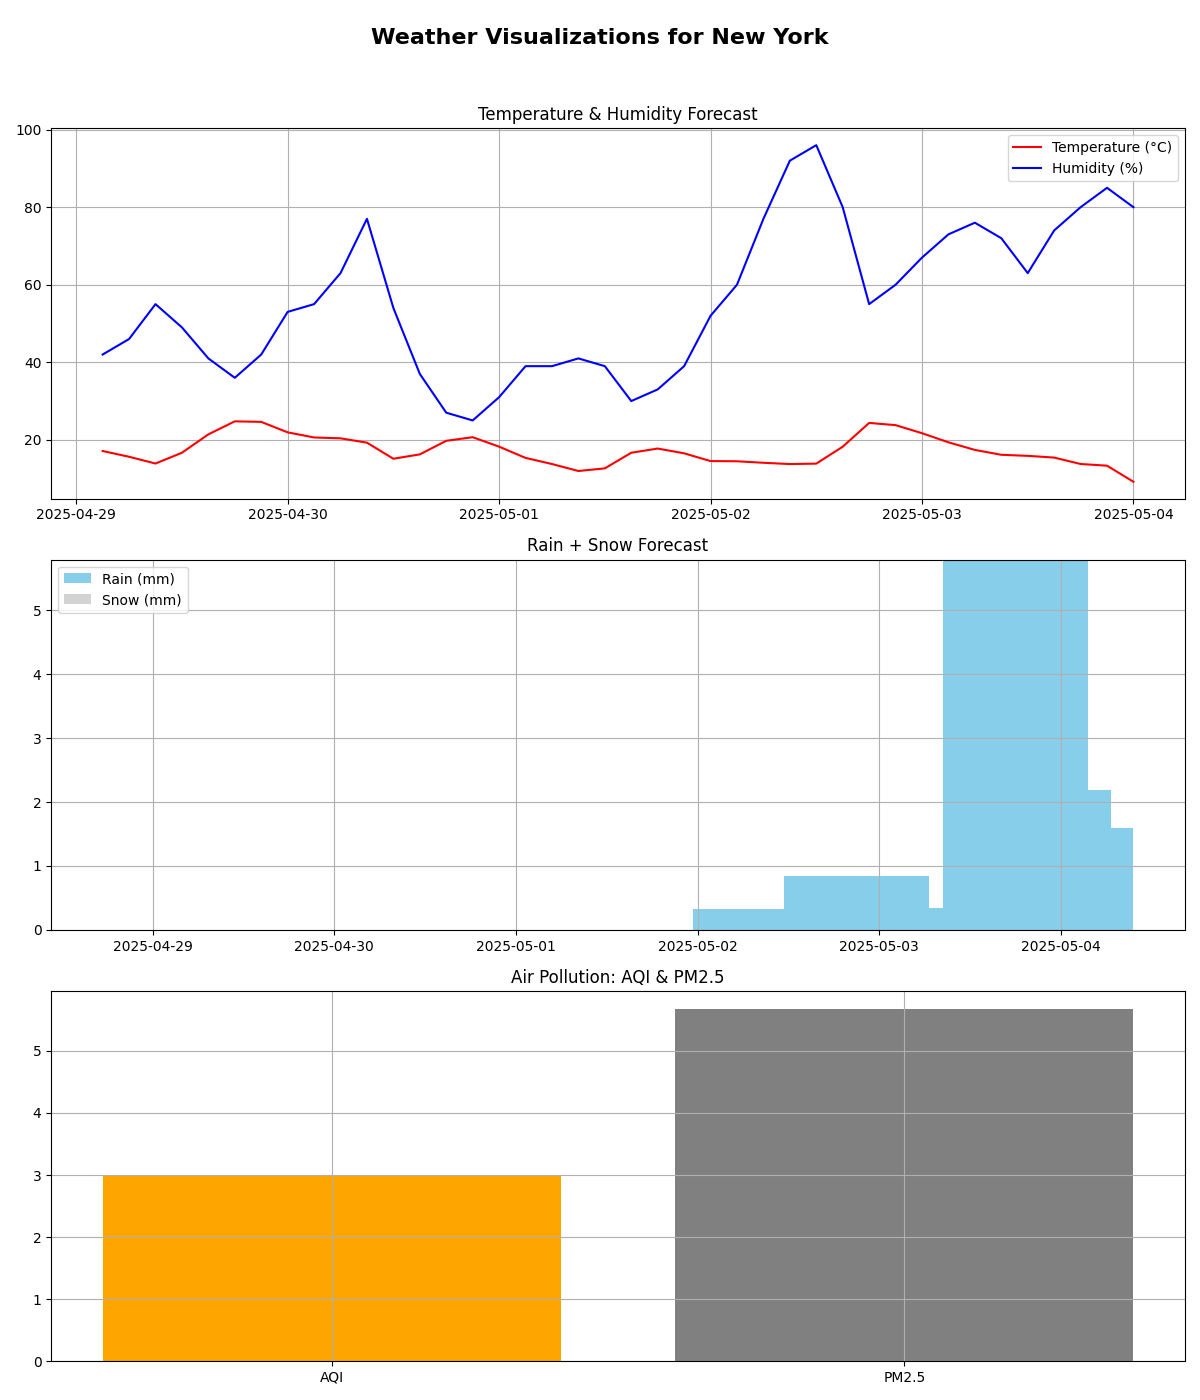 Weather Visualizations for New York
Temperature & Humidity Forecast
100
80
60
40
20
Temperature (°C)
Humidity (%)
2025-04-29 2025-04-30 2025-05-01 2025-05-02 2025-05-03 2025-05-04
Rain + Snow Forecast
Rain (mm)
Snow (mm)
5
4
3
2
1
0
2025-04-29 2025-04-30 2025-05-01 2025-05-02 2025-05-03 2025-05-04
Air Pollution: AQI & PM2.5
5
4
3
2
1
0
AQI PM2.5